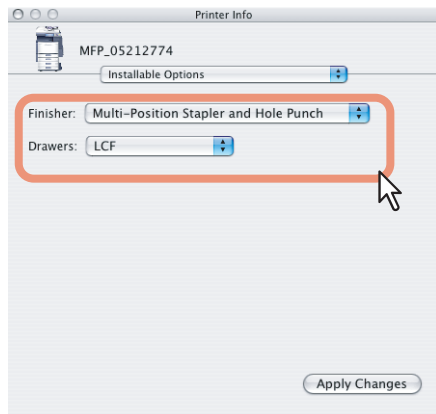 Printer Info
MFP_05212774
Installable Options
Finisher: Multi-Position Stapler and Hole Punch
Drawers: LCF
Apply Changes